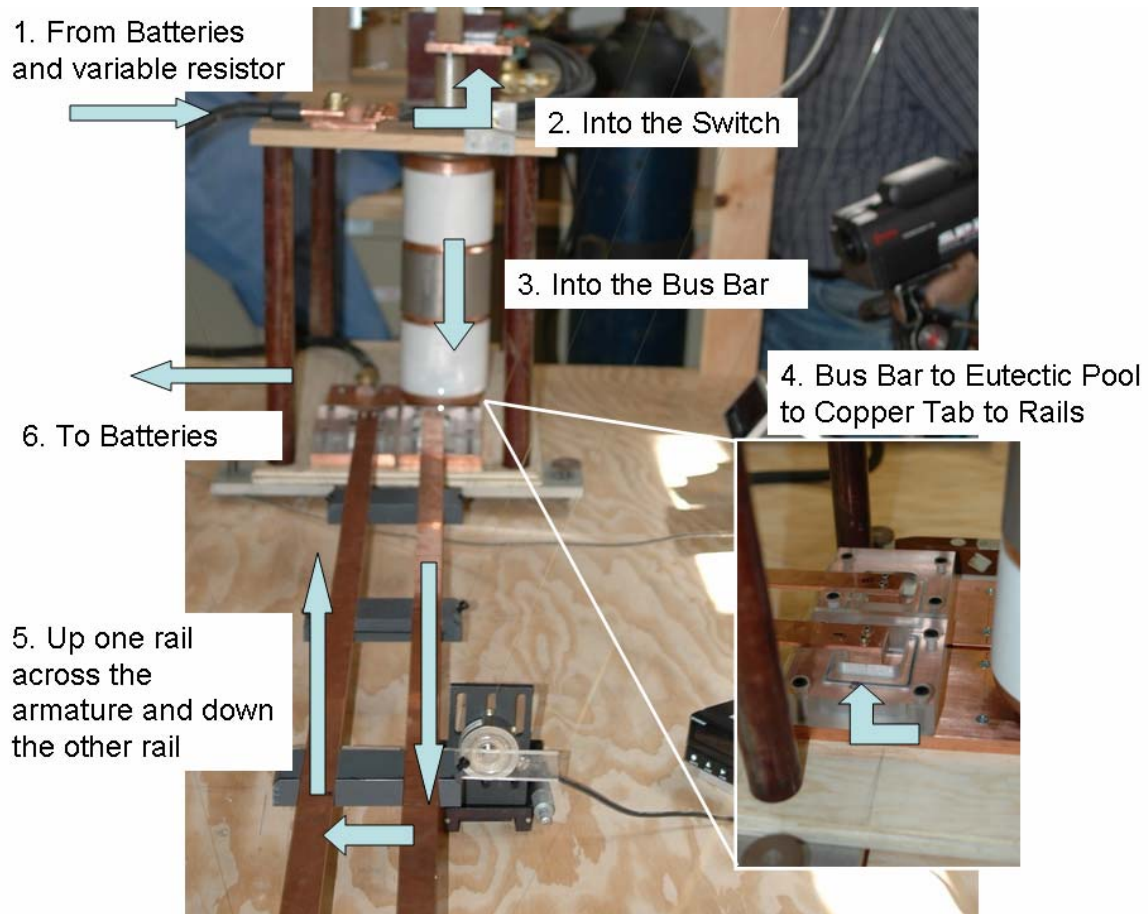 1. From Batteries
and variable resistor
2. Into the Switch
3. Into the Bus Bar
4. Bus Bar to Eutectic Pool
to Copper Tab to Rails
6. To Batteries
5. Up one rail
across the
armature and down
the other rail